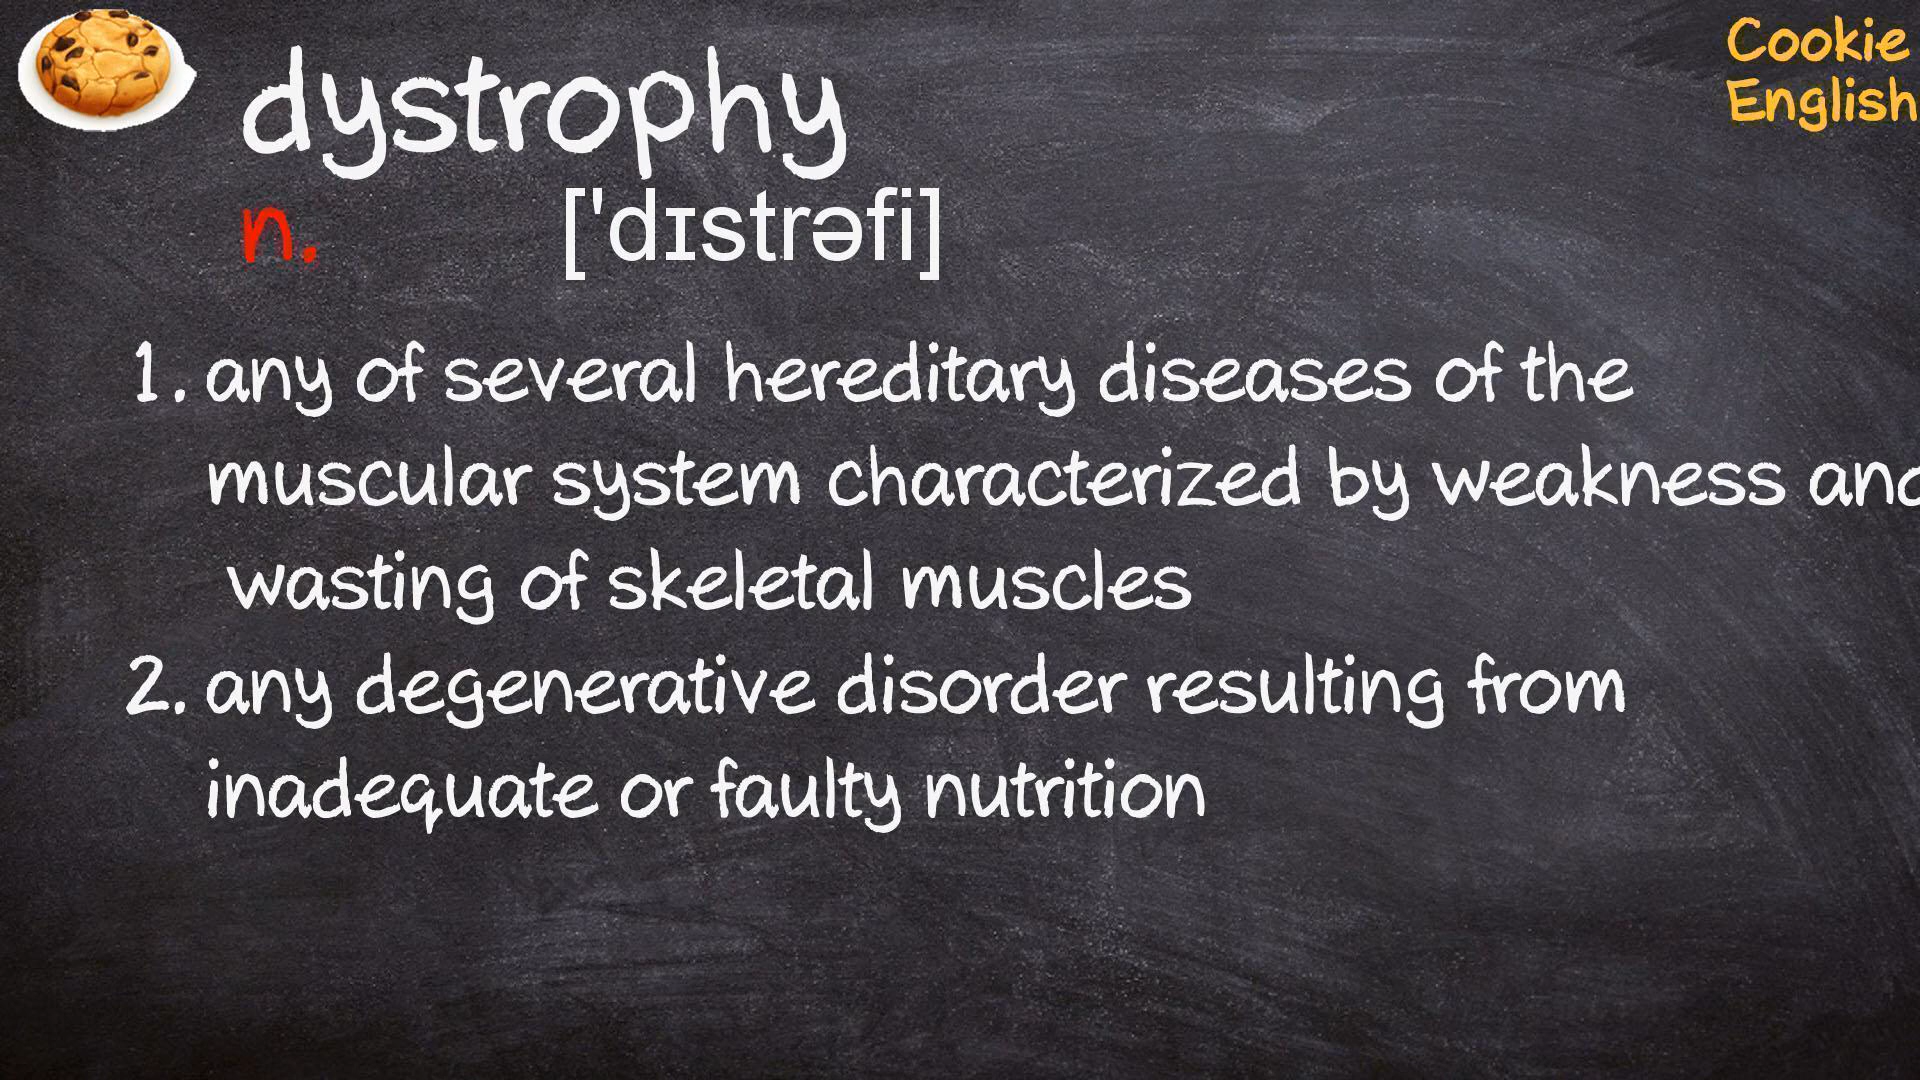 Cookie
English
dystrophy
n. ['dɪstrəfi]
1. any of several hereditary diseases of the
muscular system characterized by weakness and
wasting of skeletal muscles
2. any degenerative disorder resulting from
inadequate or faulty nutrition